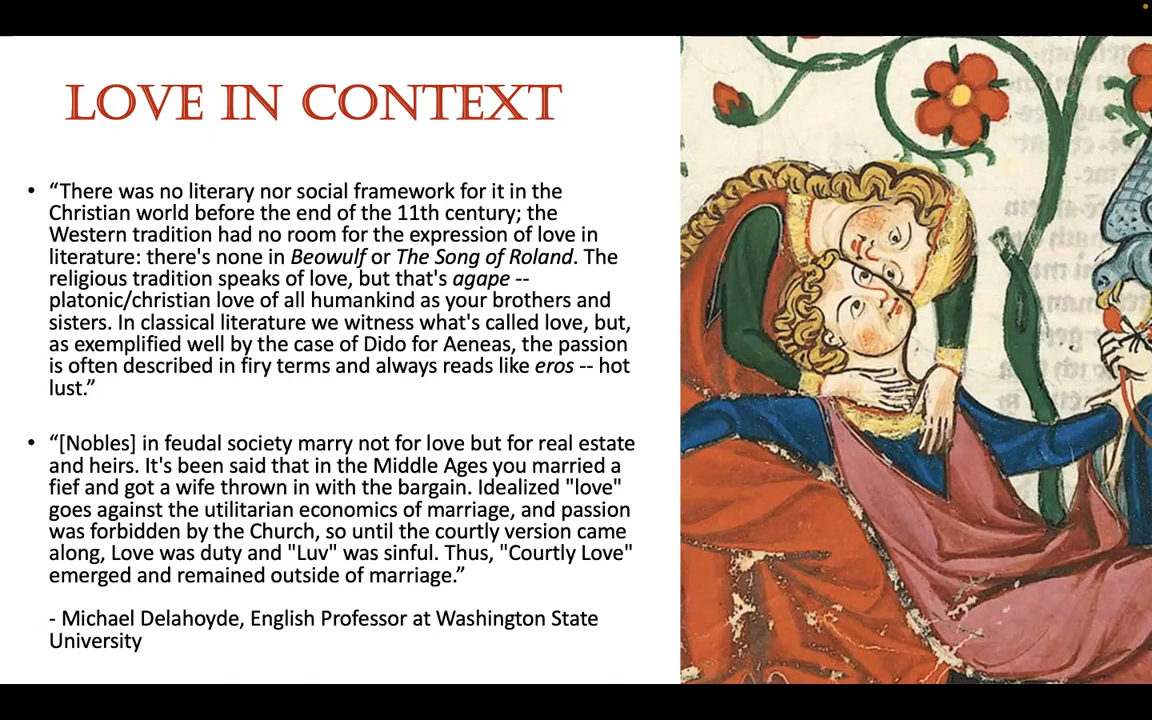 LOVE IN CONTEXT
• “There was no literary nor social framework for it in the
Christian world before the end of the 11th century; the
Western tradition had no room for the expression of love in
literature: there's none in Beowulf or The Song of Roland. The
religious tradition speaks of love, but that's agape --
platonic/christian love of all humankind as your brothers and
sisters. In classical literature we witness what's called love, but,
as exemplified well by the case of Dido for Aeneas, the passion
is often described in firy terms and always reads like eros -- hot
lust.”
• “[Nobles] in feudal society marry not for love but for real estate
and heirs. It's been said that in the Middle Ages you married a
fief and got a wife thrown in with the bargain. Idealized "love"
goes against the utilitarian economics of marriage, and passion
was forbidden by the Church, so until the courtly version came
along, Love was duty and "Luv" was sinful. Thus, "Courtly Love"
emerged and remained outside of marriage.”
- Michael Delahoyde, English Professor at Washington State
University